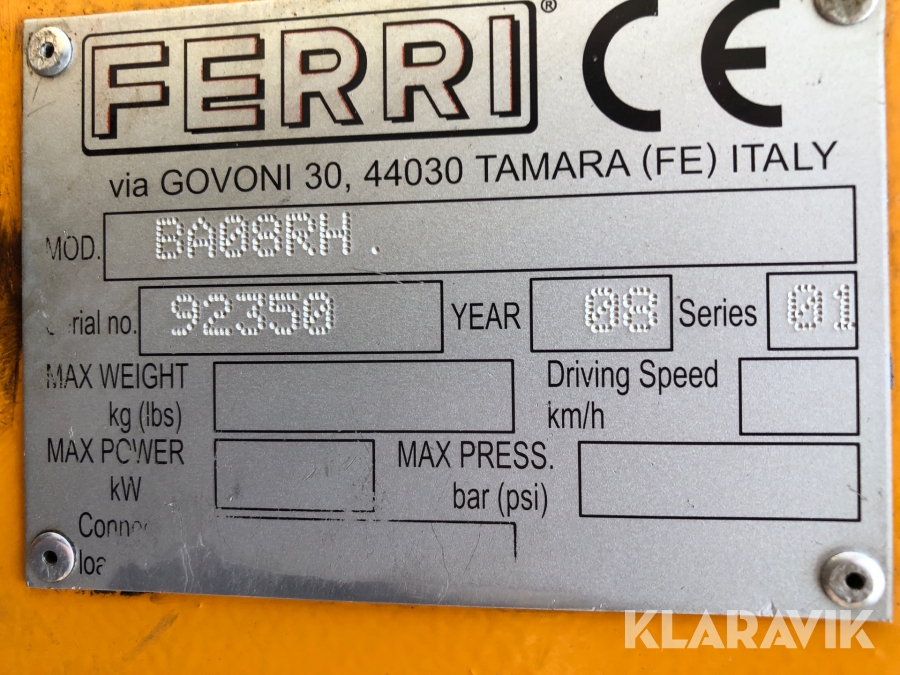 FERRI® CE
via GOVONI 30, 44030 TAMARA (FE) ITALY
MOD. BA08RH.
Serial no. 92350 YEAR 08 Series 01
MAX WEIGHT Driving Speed
kg (lbs) km/h
MAX POWER MAX PRESS.
kW bar (psi)
KLARAVIK